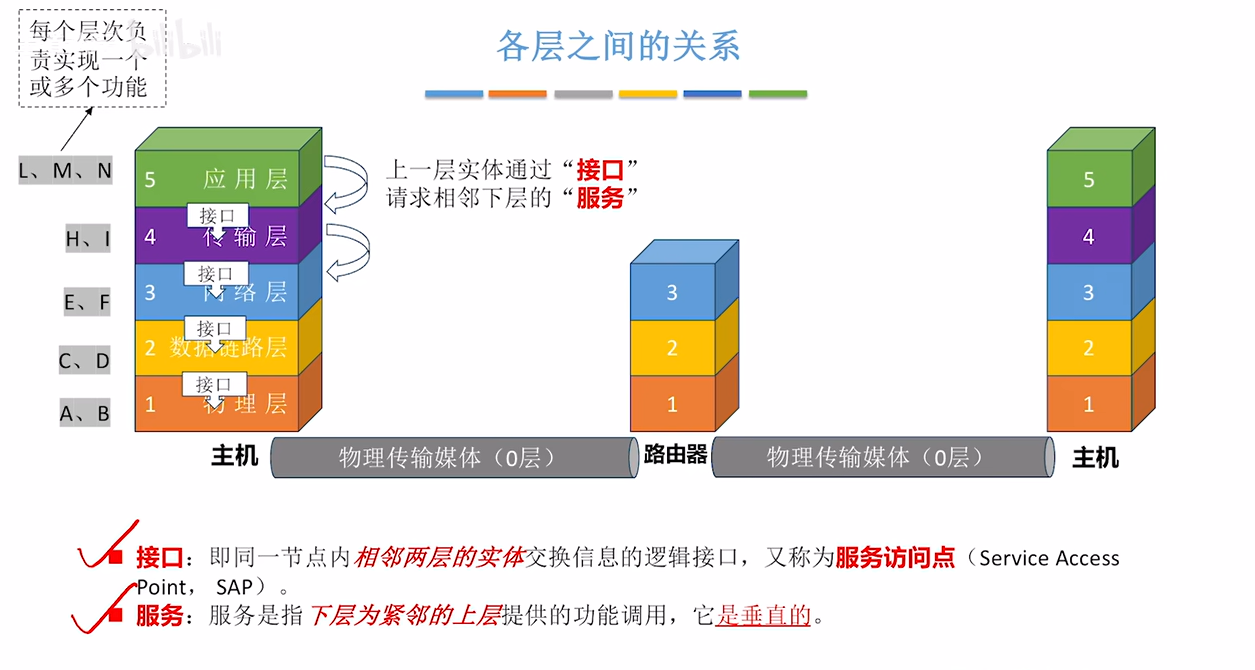 每个层次负
责实现一个
或多个功能
bilibili
各层之间的关系
L、M、N
H、I
E、F
C、D
A、B
5 应用层
接口
4 传输层
接口
3 网络层
接口
2 数据链路层
接口
1 物理层
上一层实体通过“接口”
请求相邻下层的“服务”
3
2
1
5
4
3
2
1
主机
物理传输媒体（0层）
路由器
物理传输媒体（0层）
主机
接口：即同一节点内相邻两层的实体交换信息的逻辑接口，又称为服务访问点（Service Access
Point， SAP）。
服务：服务是指下层为紧邻的上层提供的功能调用，它是垂直的。